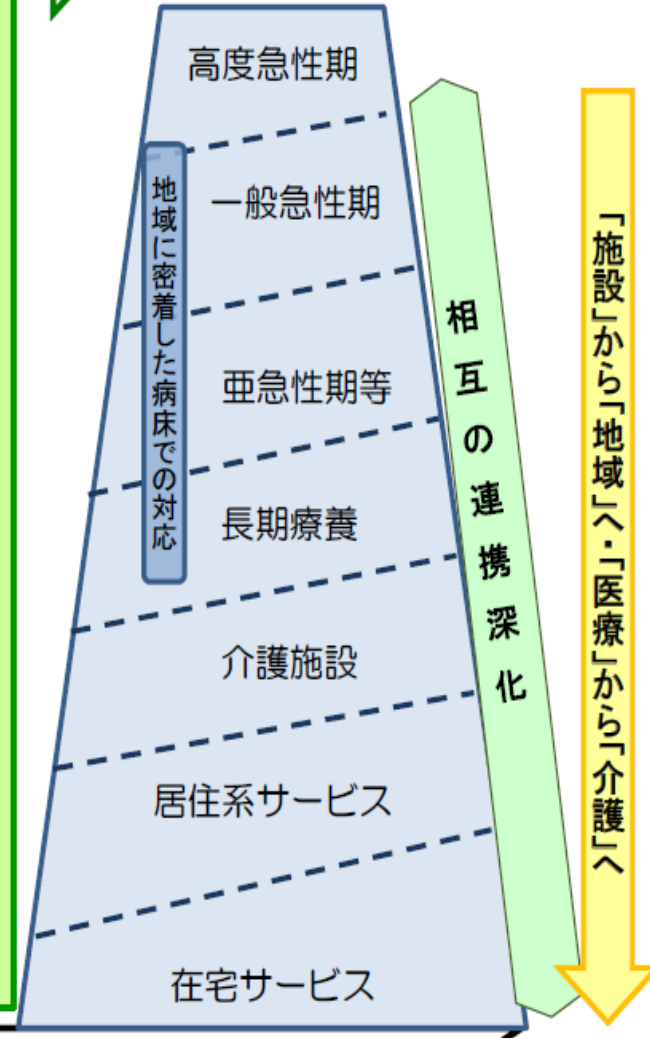 高度急性期
一般急性期
亜急性期等
長期療養
介護施設
居住系サービス
在宅サービス
地域に密着した病床での対応
相互の連携深化
「施設」から「地域」へ・「医療」から「介護」へ